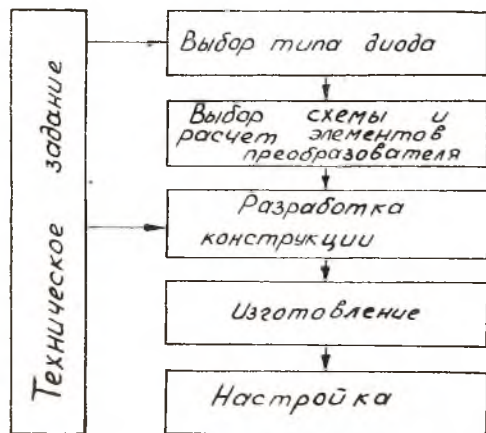 Техническое задание
Выбор типа диода
Выбор схемы и
расчет элементов
преобразователя
Разработка
конструкции
Изготовление
Настройка